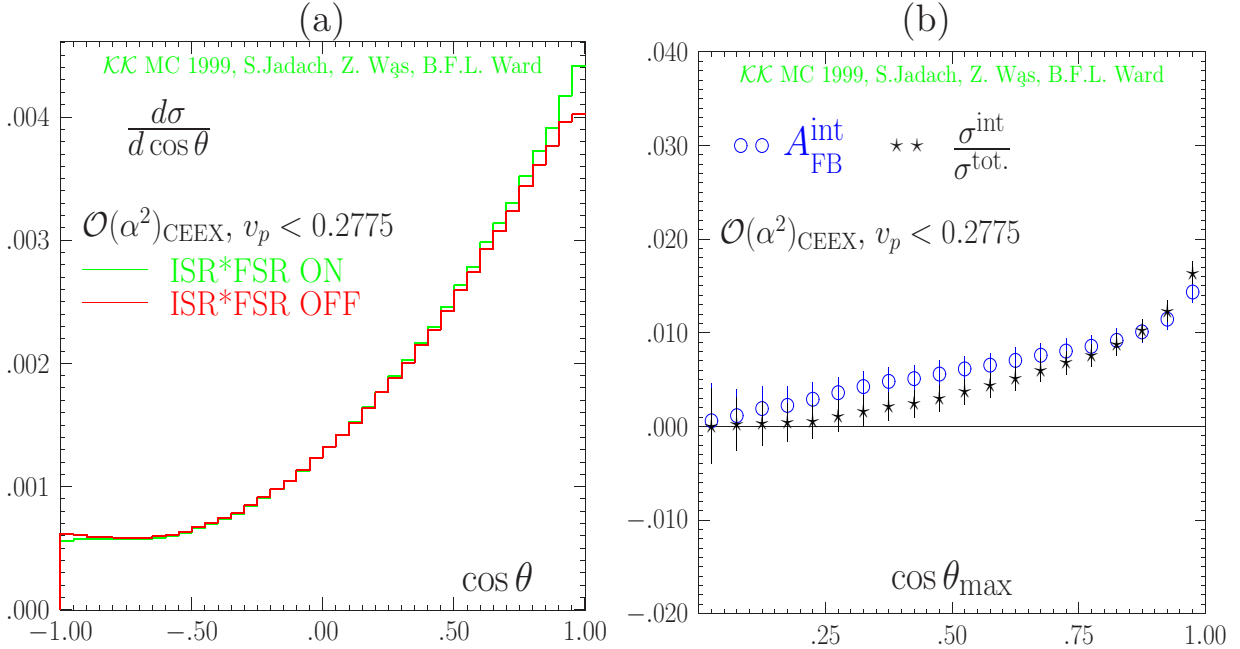 (a)
𝒦𝒦 MC 1999, S.Jadach, Z. Wąs, B.F.L. Ward
dσ
d cos θ
𝒪(α²)CEEX, vₚ < 0.2775
ISR*FSR ON
ISR*FSR OFF
.004
.003
.002
.001
.000
cos θ
−1.00 −.50 .00 .50 1.00
(b)
𝒦𝒦 MC 1999, S.Jadach, Z. Wąs, B.F.L. Ward
A int FB
σ int
σ tot.
𝒪(α²)CEEX, vₚ < 0.2775
.040
.030
.020
.010
.000
−.010
−.020
cos θmax
.25 .50 .75 1.00